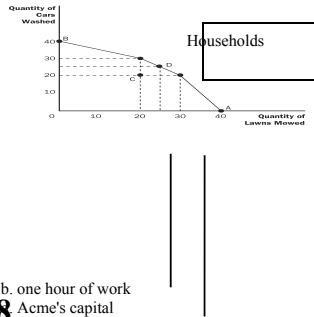 Quantity of
Cars
Washed
Households
40
B
30
D
20
C
10
A
0
10
20
30
40
Quantity of
Lawns Mowed
b. one hour of work
8
Acme's capital